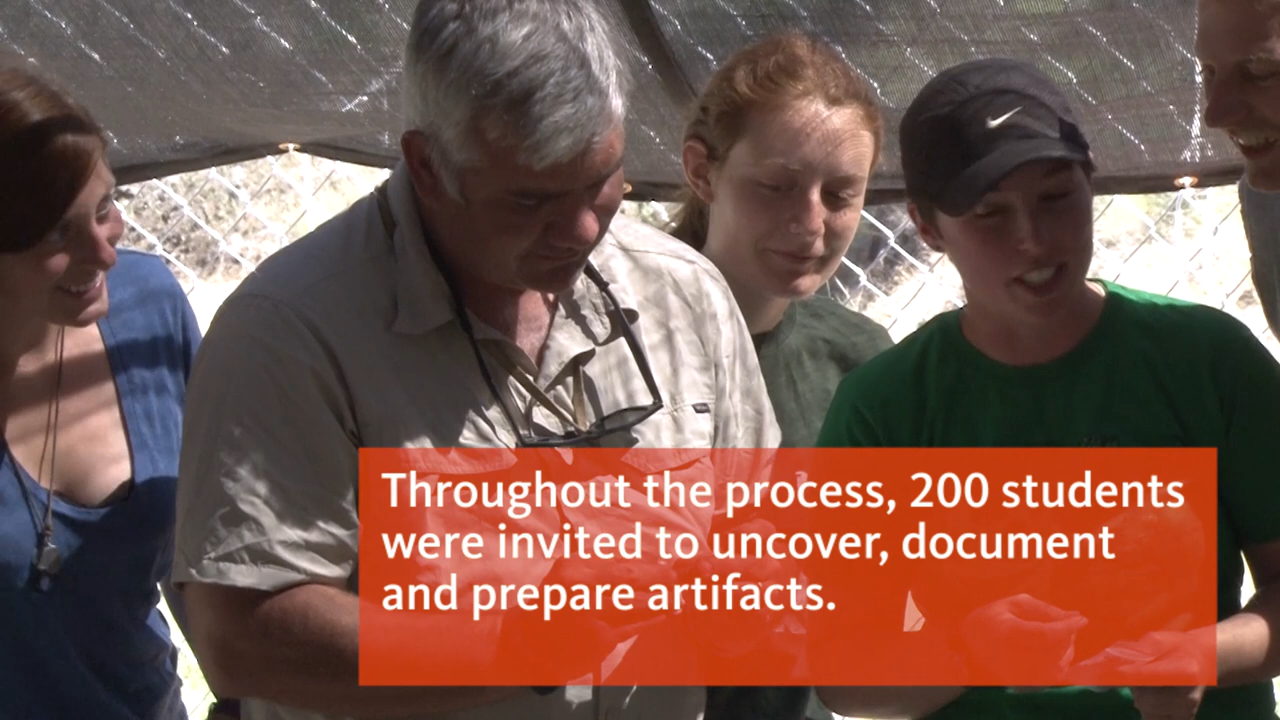 Throughout the process, 200 students
were invited to uncover, document
and prepare artifacts.